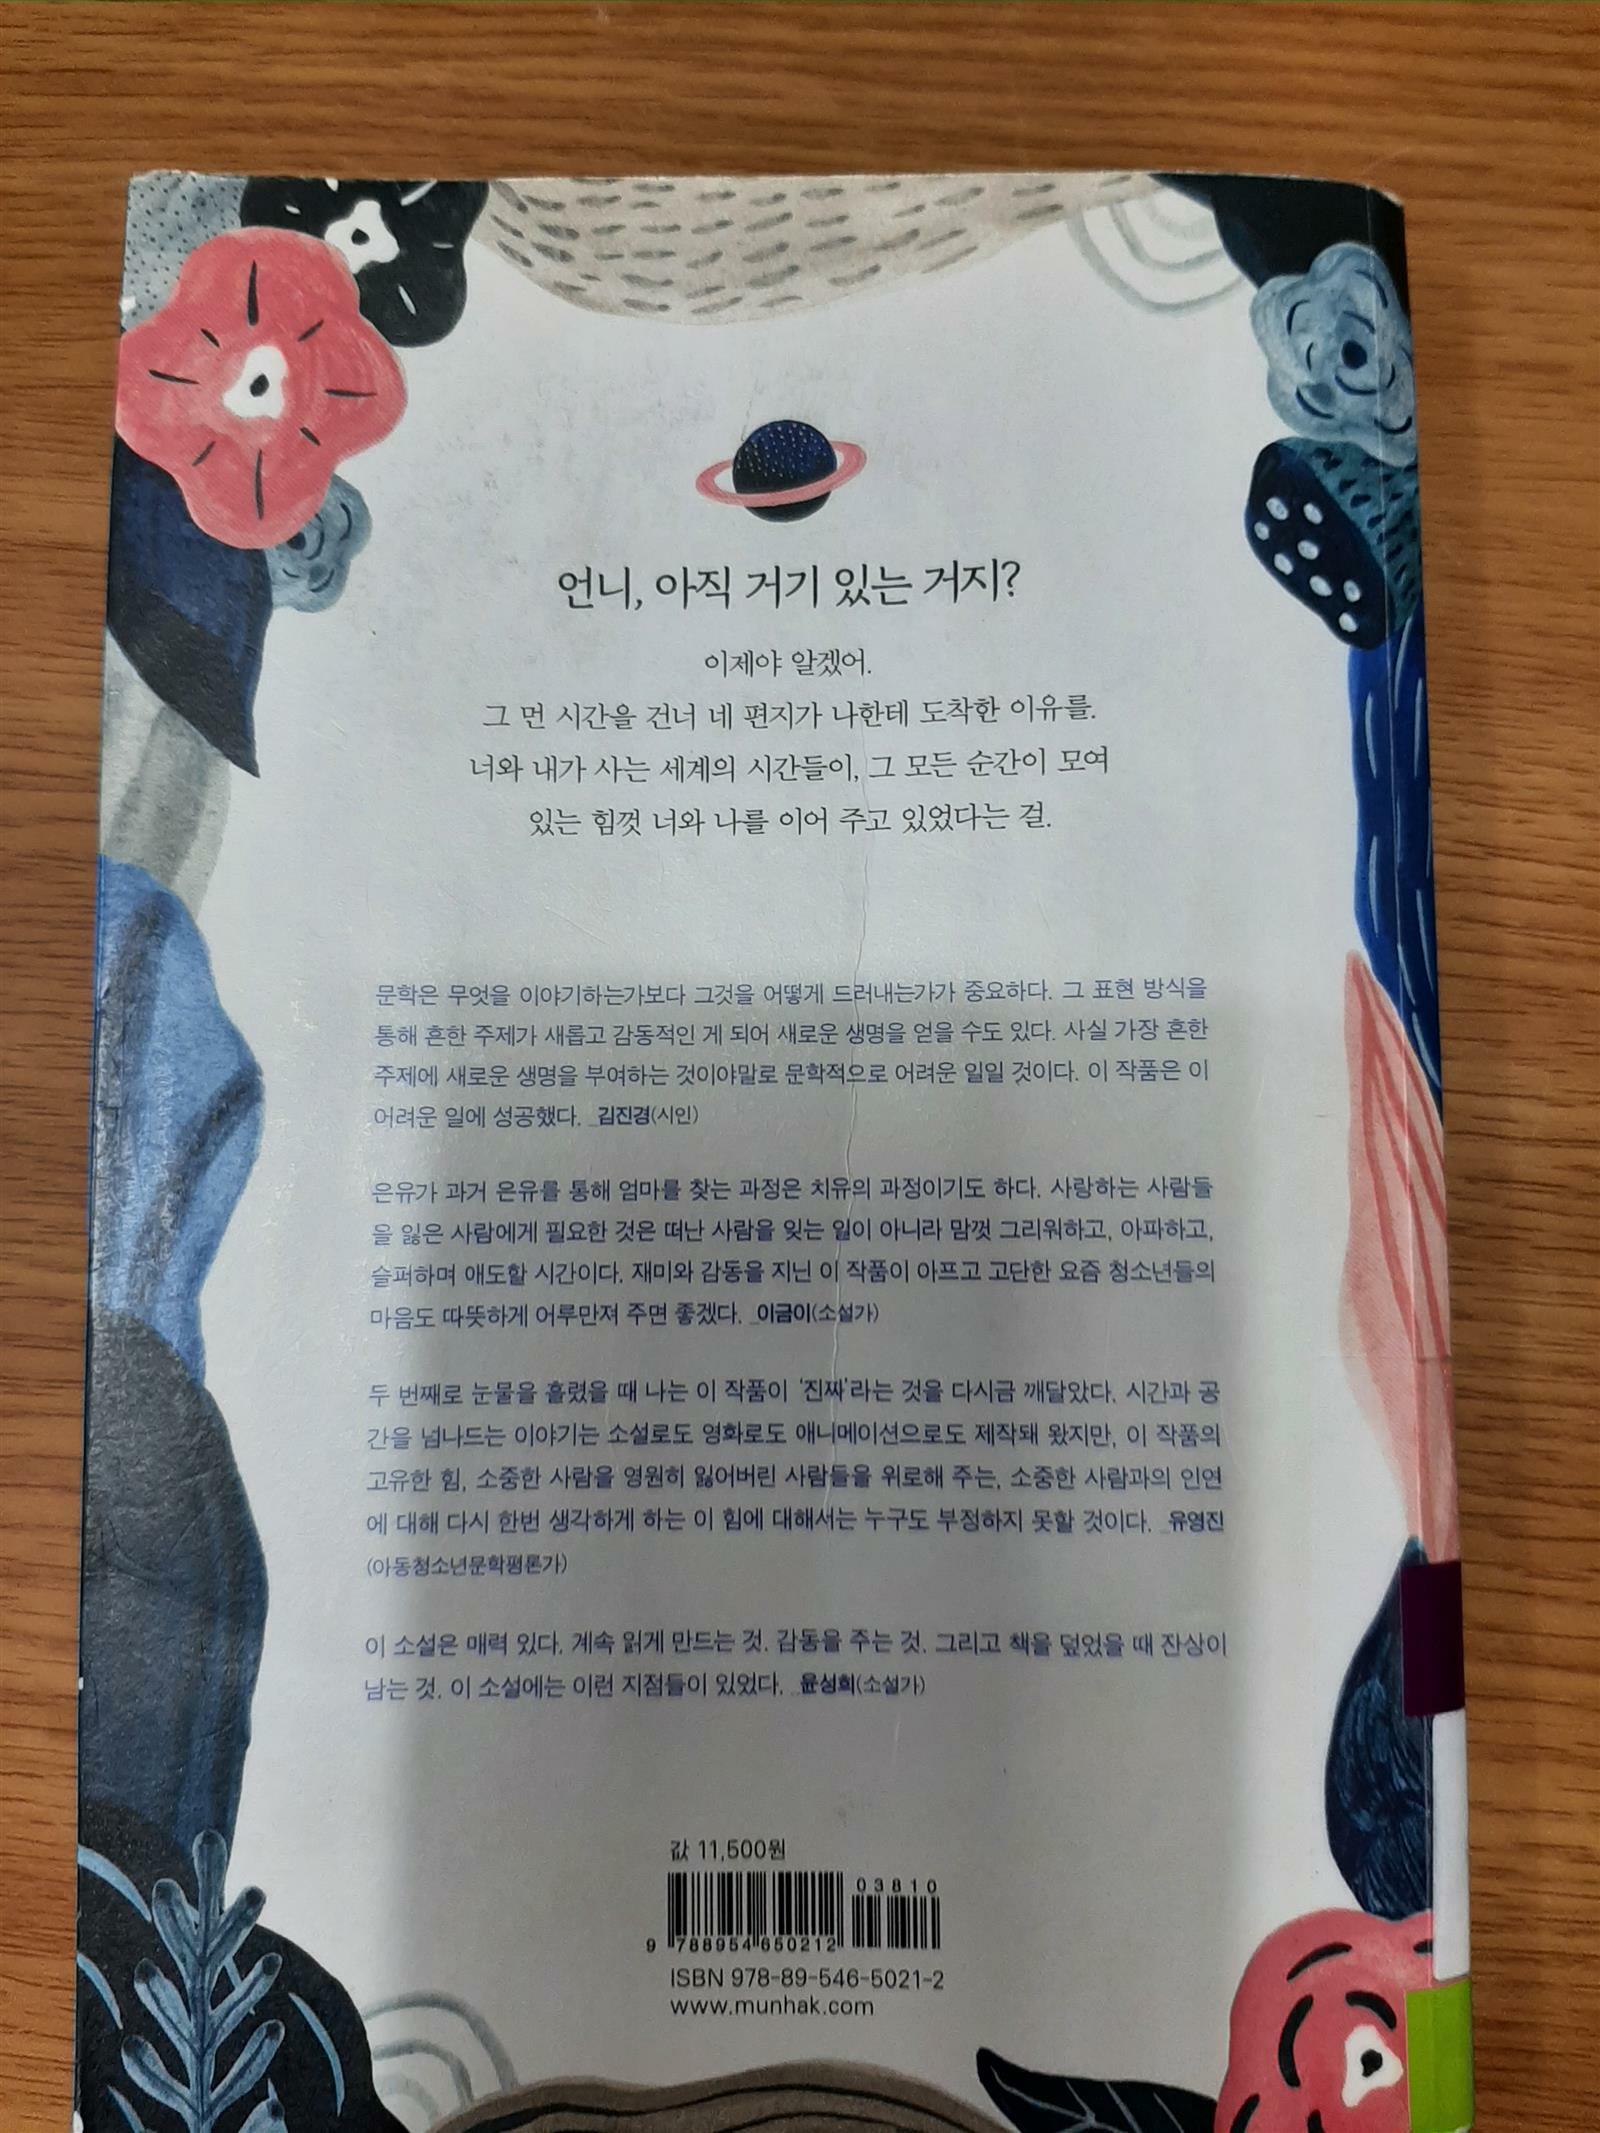 언니, 아직 거기 있는 거지?
이제야 알겠어.
그 먼 시간을 건너 네 편지가 나한테 도착한 이유를.
너와 내가 사는 세계의 시간들이, 그 모든 순간이 모여
있는 힘껏 너와 나를 이어 주고 있었다는 걸.
문학은 무엇을 이야기하는가보다 그것을 어떻게 드러내는가가 중요하다. 그 표현 방식을
통해 흔한 주제가 새롭고 감동적인 게 되어 새로운 생명을 얻을 수도 있다. 사실 가장 흔한
주제에 새로운 생명을 부여하는 것이야말로 문학적으로 어려운 일일 것이다. 이 작품은 이
어려운 일에 성공했다. _김진경(시인)
은유가 과거 은유를 통해 엄마를 찾는 과정은 치유의 과정이기도 하다. 사랑하는 사람들
을 잃은 사람에게 필요한 것은 떠난 사람을 잊는 일이 아니라 맘껏 그리워하고, 아파하고,
슬퍼하며 애도할 시간이다. 재미와 감동을 지닌 이 작품이 아프고 고단한 요즘 청소년들의
마음도 따뜻하게 어루만져 주면 좋겠다. _이금이(소설가)
두 번째로 눈물을 흘렸을 때 나는 이 작품이 '진짜'라는 것을 다시금 깨달았다. 시간과 공
간을 넘나드는 이야기는 소설로도 영화로도 애니메이션으로도 제작돼 왔지만, 이 작품의
고유한 힘, 소중한 사람을 영원히 잃어버린 사람들을 위로해 주는, 소중한 사람과의 인연
에 대해 다시 한번 생각하게 하는 이 힘에 대해서는 누구도 부정하지 못할 것이다. _유영진
(아동청소년문학평론가)
이 소설은 매력 있다. 계속 읽게 만드는 것. 감동을 주는 것. 그리고 책을 덮었을 때 잔상이
남는 것. 이 소설에는 이런 지점들이 있었다. _윤성희(소설가)
값 11,500원
03810
9 788954 650212
ISBN 978-89-546-5021-2
www.munhak.com